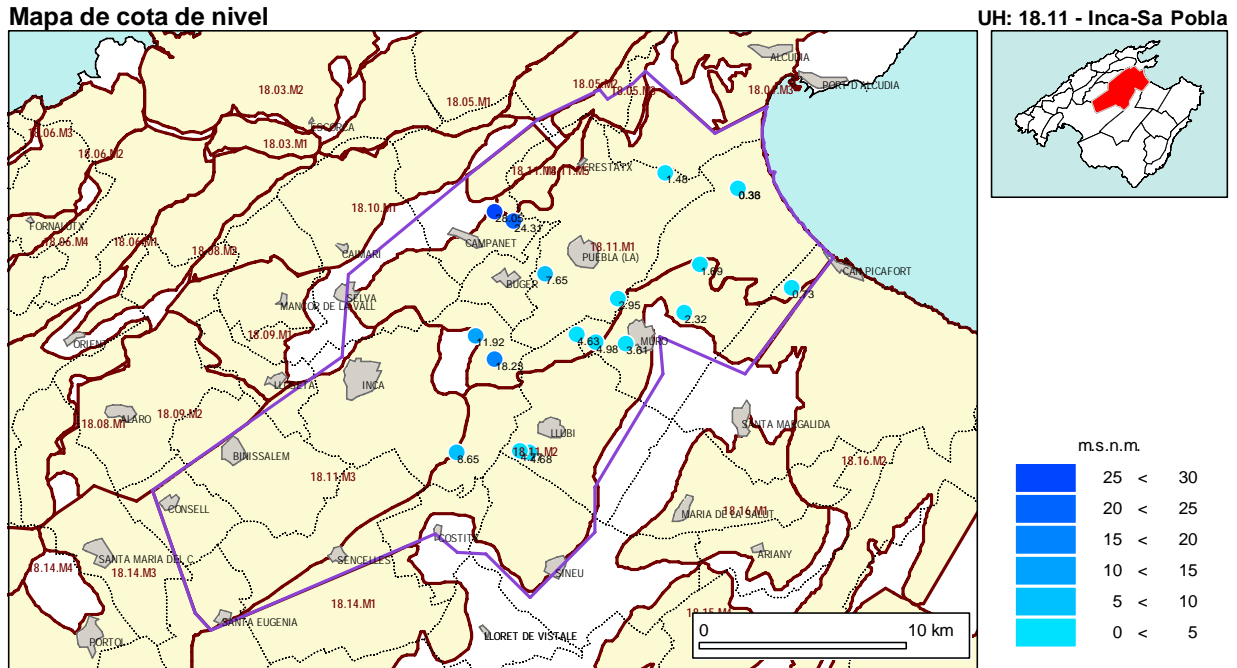 Mapa de cota de nivel
UH: 18.11 - Inca-Sa Pobla
ALCUDIA
18.05.M2
18.03.M2
18.05.M3
18.04.M3
PORT D'ALCUDIA
18.05.M1
ESCORCA
18.06.M3
18.03.M1
18.06.M2
CRESTATX
1.48
18.10.M1
0.36
26.05
24.31
FORNALUTX
18.06.M4
18.06.M1
18.08.M2
CAMPANET
18.11.M1
CAIMARI
PUEBLA (LA)
1.69
CAN PICAFORT
7.65
BUGER
0.73
SELVA
MANCOR DE LA VALL
2.95
2.32
18.09.M1
11.92
4.63
4.98
3.61
MURO
ORIENT
18.23
LLOSETA
INCA
ALARO
18.09.M2
18.08.M1
SANTA MARGALIDA
LLUBI
BINISSALEM
8.65
18.11.M2
4.68
18.16.M2
18.11.M3
CONSELL
MARIA DE LA SALUT
18.16.M1
COSTITX
SANTA MARIA DEL C.
SENCELLES
ARIANY
18.14.M4
18.14.M3
SINEU
18.14.M1
18.15.M4
SANTA EUGENIA
PORTOL
LLORET DE VISTALE
0
10 km
m.s.n.m.
25 < 30
20 < 25
15 < 20
10 < 15
5 < 10
0 < 5